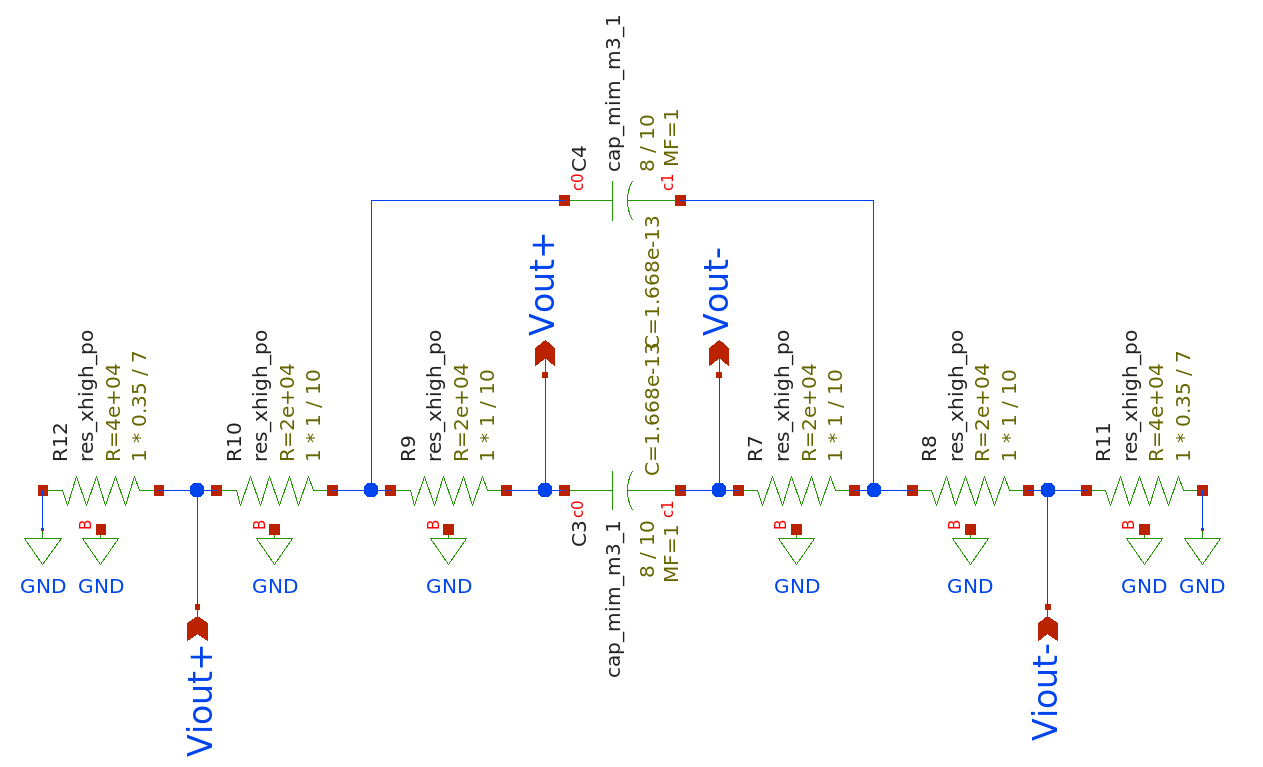 C4
cap_mim_m3_1
8 / 10
MF=1
C=1.668e-13
c0
c1
Vout+
Vout-
R12
res_xhigh_po
R=4e+04
1 * 0.35 / 7
R10
res_xhigh_po
R=2e+04
1 * 1 / 10
R9
res_xhigh_po
R=2e+04
1 * 1 / 10
C3
cap_mim_m3_1
8 / 10
MF=1
C=1.668e-13
c0
c1
R7
res_xhigh_po
R=2e+04
1 * 1 / 10
R8
res_xhigh_po
R=2e+04
1 * 1 / 10
R11
res_xhigh_po
R=4e+04
1 * 0.35 / 7
B
B
B
B
B
B
GND
GND
GND
GND
GND
GND
GND
GND
Viout+
Viout-